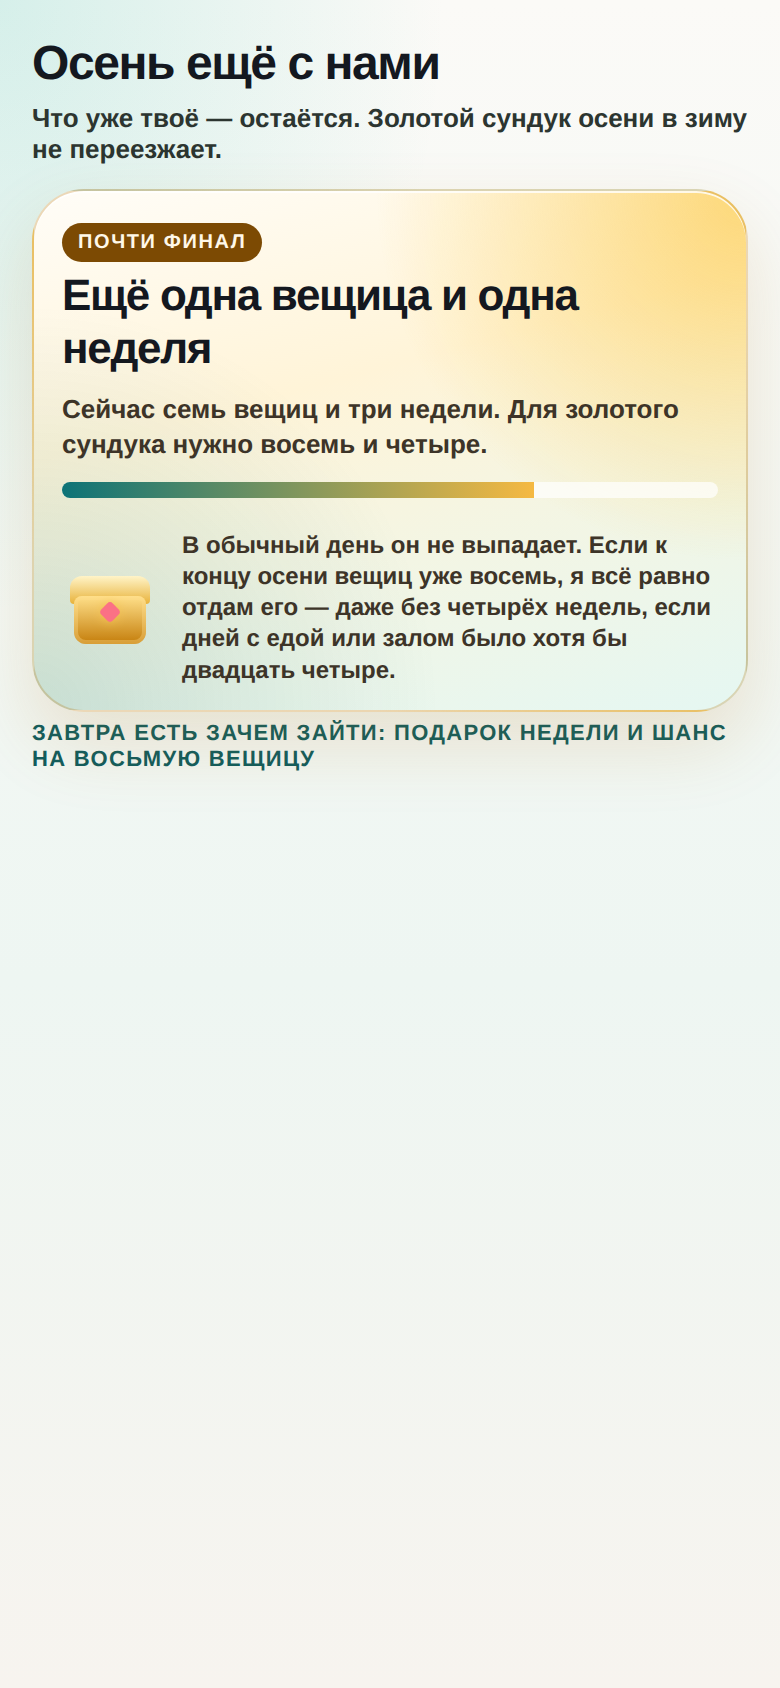 Осень ещё с нами
Что уже твоё — остаётся. Золотой сундук осени в зиму
не переезжает.
ПОЧТИ ФИНАЛ
Ещё одна вещица и одна
неделя
Сейчас семь вещиц и три недели. Для золотого
сундука нужно восемь и четыре.
В обычный день он не выпадает. Если к
концу осени вещиц уже восемь, я всё равно
отдам его — даже без четырёх недель, если
дней с едой или залом было хотя бы
двадцать четыре.
ЗАВТРА ЕСТЬ ЗАЧЕМ ЗАЙТИ: ПОДАРОК НЕДЕЛИ И ШАНС
НА ВОСЬМУЮ ВЕЩИЦУ